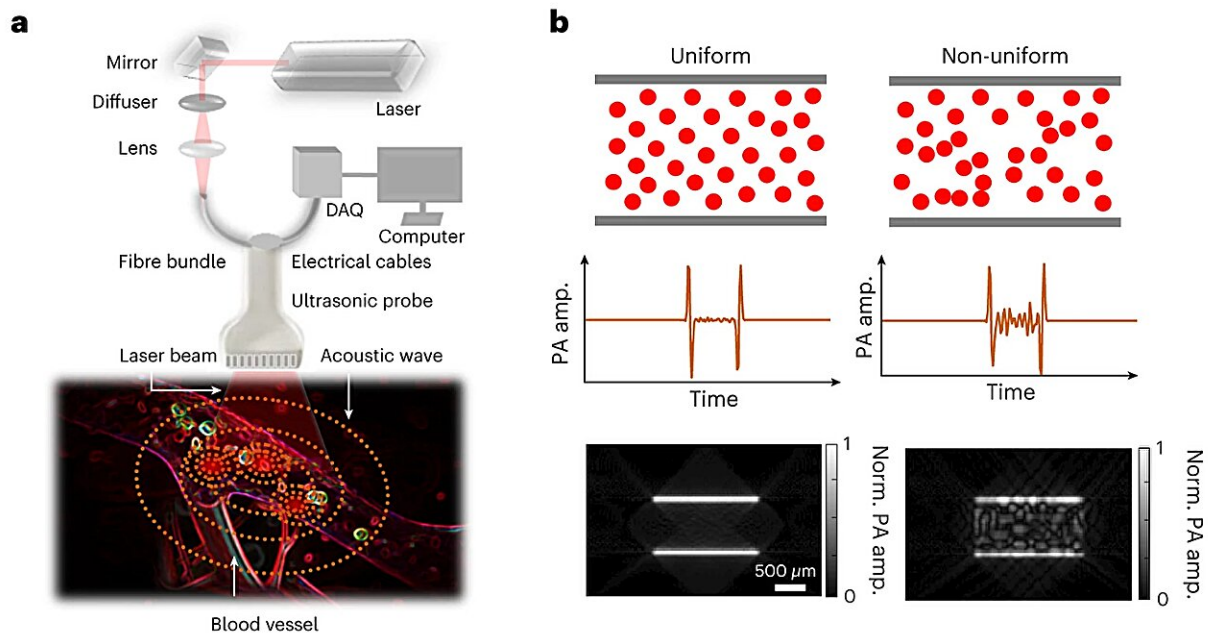 a
Mirror
Laser
Diffuser
Lens
DAQ
Computer
Fibre bundle
Electrical cables
Ultrasonic probe
Laser beam
Acoustic wave
Blood vessel
b
Uniform
Non-uniform
PA amp.
Time
PA amp.
Time
500 µm
1
0
Norm. PA amp.
1
0
Norm. PA amp.